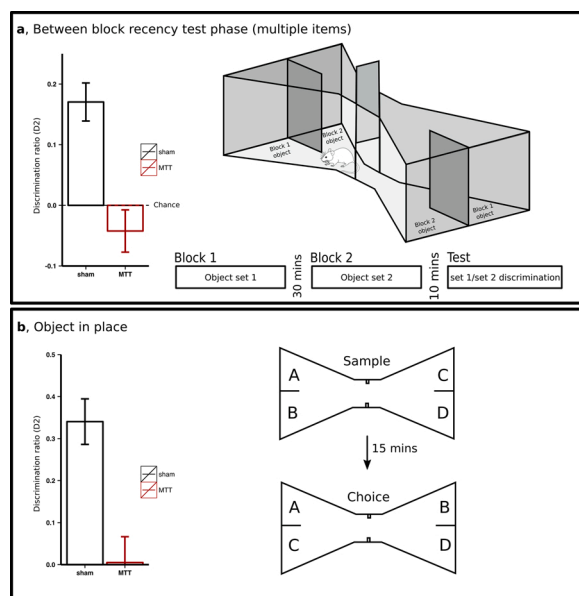 a, Between block recency test phase (multiple items)
Discrimination ratio (D2)
0.2
0.1
0.0
-0.1
sham
MTT
sham
MTT
Chance
Block 1
object
Block 2
object
Block 2
object
Block 1
object
Block 1
Object set 1
30 mins
Block 2
Object set 2
10 mins
Test
set 1/set 2 discrimination
b, Object in place
Discrimination ratio (D2)
0.5
0.4
0.3
0.2
0.1
0.0
sham
MTT
sham
MTT
Sample
A
C
B
D
15 mins
Choice
A
B
C
D